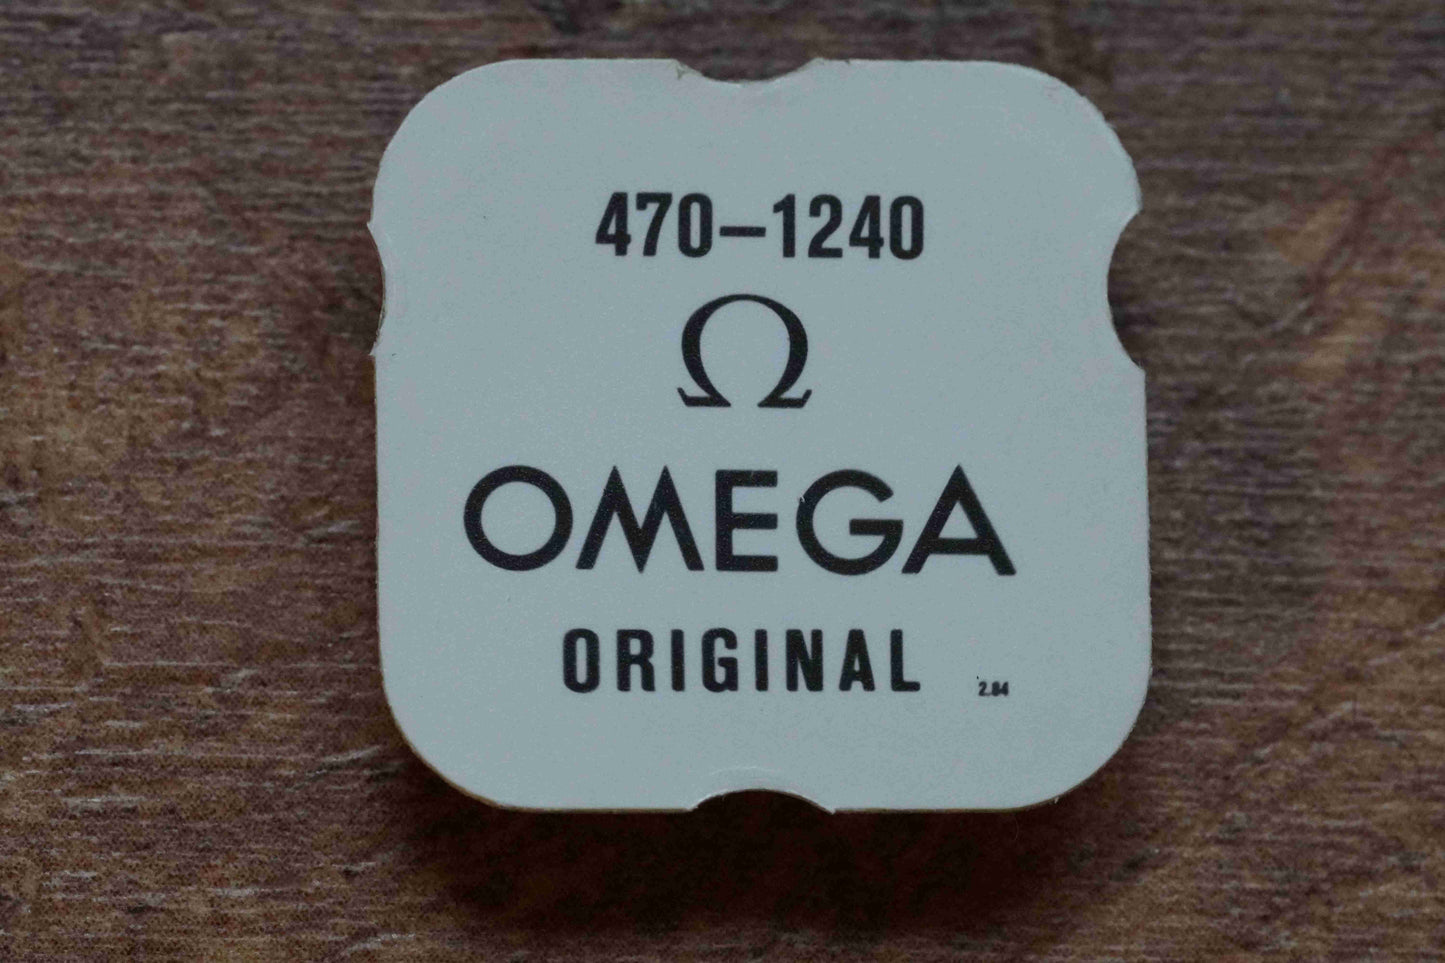 470-1240
Ω
OMEGA
ORIGINAL
2.84